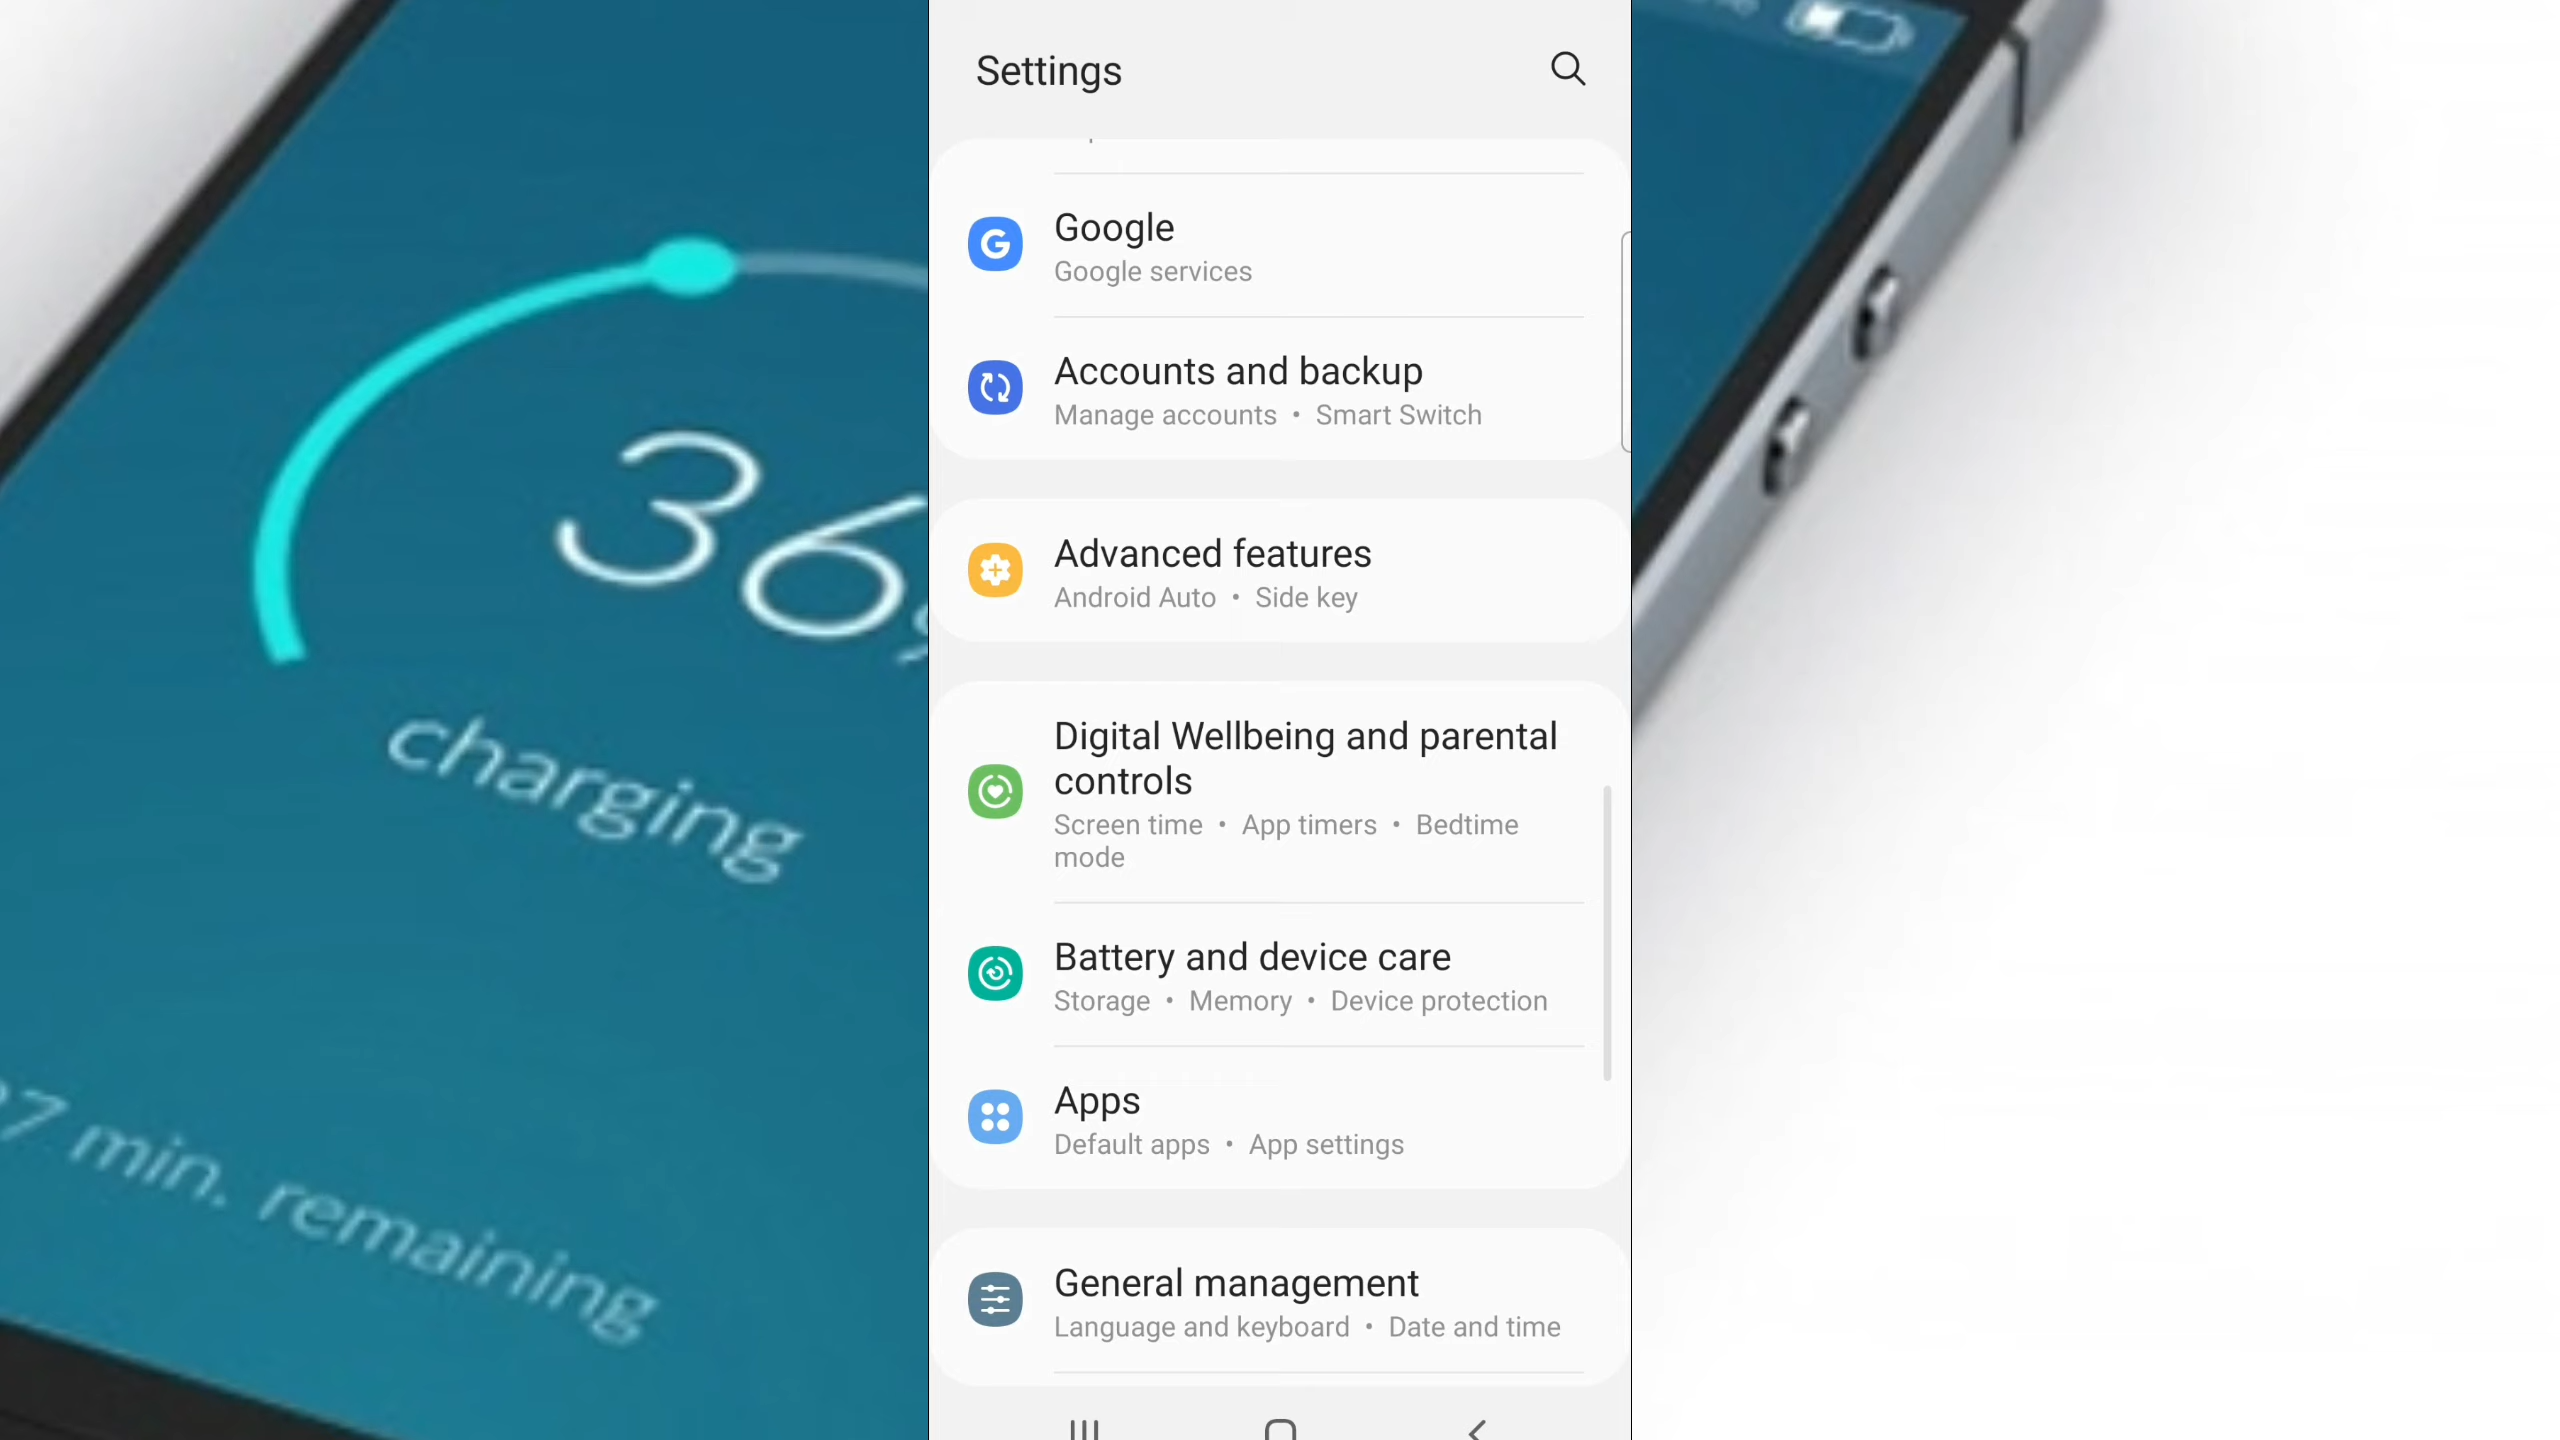 Settings
Google
Google services
Accounts and backup
Manage accounts • Smart Switch
Advanced features
Android Auto • Side key
Digital Wellbeing and parental
controls
Screen time • App timers • Bedtime
mode
Battery and device care
Storage • Memory • Device protection
Apps
Default apps • App settings
General management
Language and keyboard • Date and time
36
charging
7 min. remaining